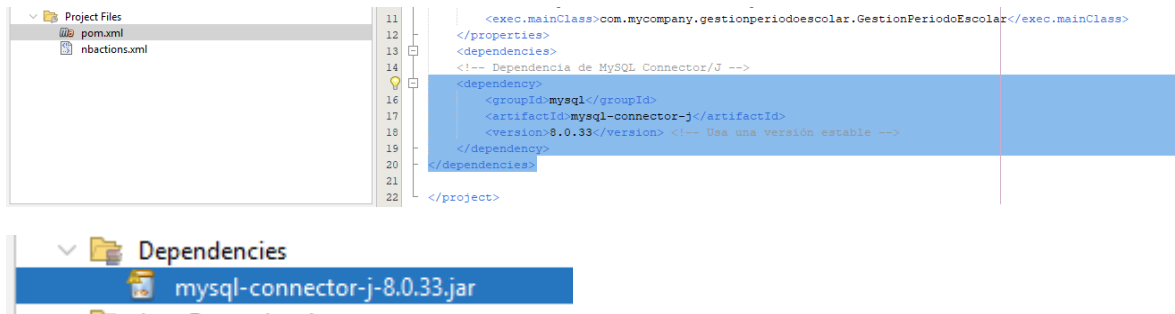 Project Files
pom.xml
nbactions.xml
11 <exec.mainClass>com.mycompany.gestionperiodoescolar.GestionPeriodoEscolar</exec.mainClass>
12 </properties>
13 <dependencies>
14 <!-- Dependencia de MySQL Connector/J -->
<dependency>
16 <groupId>mysql</groupId>
17 <artifactId>mysql-connector-j</artifactId>
18 <version>8.0.33</version> <!-- Usa una versión estable -->
19 </dependency>
20 </dependencies>
21
22 </project>
Dependencies
mysql-connector-j-8.0.33.jar